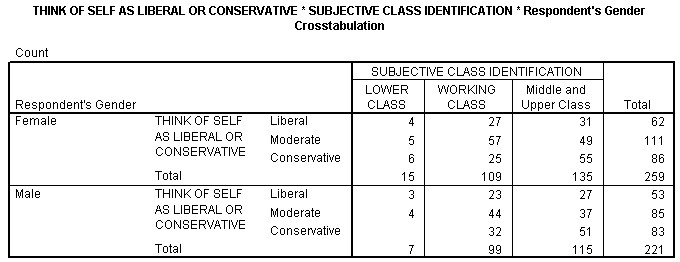 THINK OF SELF AS LIBERAL OR CONSERVATIVE * SUBJECTIVE CLASS IDENTIFICATION * Respondent's Gender
Crosstabulation
Count
SUBJECTIVE CLASS IDENTIFICATION
LOWER CLASS WORKING CLASS Middle and Upper Class Total
Respondent's Gender
Female THINK OF SELF AS LIBERAL OR CONSERVATIVE Liberal 4 27 31 62
Moderate 5 57 49 111
Conservative 6 25 55 86
Total 15 109 135 259
Male THINK OF SELF AS LIBERAL OR CONSERVATIVE Liberal 3 23 27 53
Moderate 4 44 37 85
Conservative 32 51 83
Total 7 99 115 221